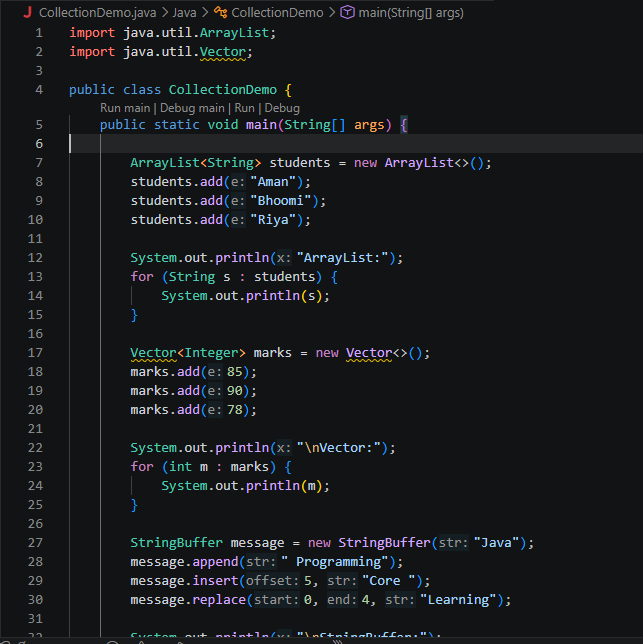 CollectionDemo.java > Java > CollectionDemo > main(String[] args)
1 import java.util.ArrayList;
2 import java.util.Vector;
3
4 public class CollectionDemo {
Run main | Debug main | Run | Debug
5 public static void main(String[] args) {
6
7 ArrayList<String> students = new ArrayList<>();
8 students.add(e: "Aman");
9 students.add(e: "Bhoomi");
10 students.add(e: "Riya");
11
12 System.out.println(x: "ArrayList:");
13 for (String s : students) {
14 System.out.println(s);
15 }
16
17 Vector<Integer> marks = new Vector<>();
18 marks.add(e: 85);
19 marks.add(e: 90);
20 marks.add(e: 78);
21
22 System.out.println(x: "\nVector:");
23 for (int m : marks) {
24 System.out.println(m);
25 }
26
27 StringBuffer message = new StringBuffer(str: "Java");
28 message.append(str: " Programming");
29 message.insert(offset: 5, str: "Core ");
30 message.replace(start: 0, end: 4, str: "Learning");
31
32 System.out.println(x: "\nStringBuffer:");